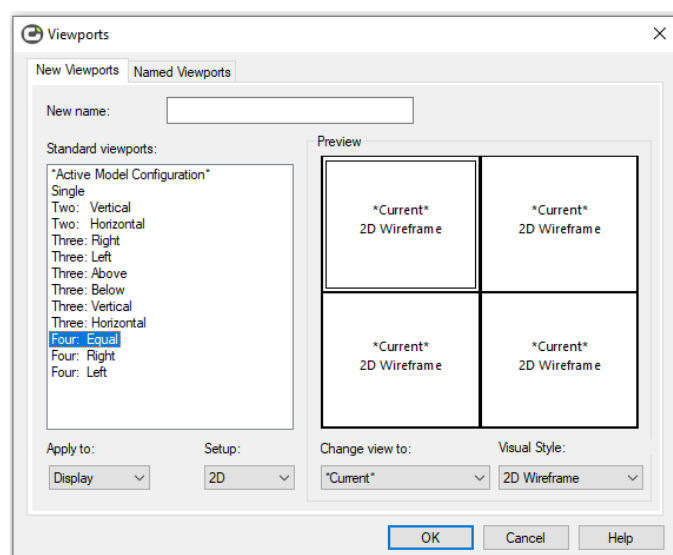 Viewports
New Viewports
Named Viewports
New name:
Standard viewports:
*Active Model Configuration*
Single
Two: Vertical
Two: Horizontal
Three: Right
Three: Left
Three: Above
Three: Below
Three: Vertical
Three: Horizontal
Four: Equal
Four: Right
Four: Left
Preview
*Current*
2D Wireframe
*Current*
2D Wireframe
*Current*
2D Wireframe
*Current*
2D Wireframe
Apply to:
Setup:
Change view to:
Visual Style:
Display
2D
*Current*
2D Wireframe
OK
Cancel
Help